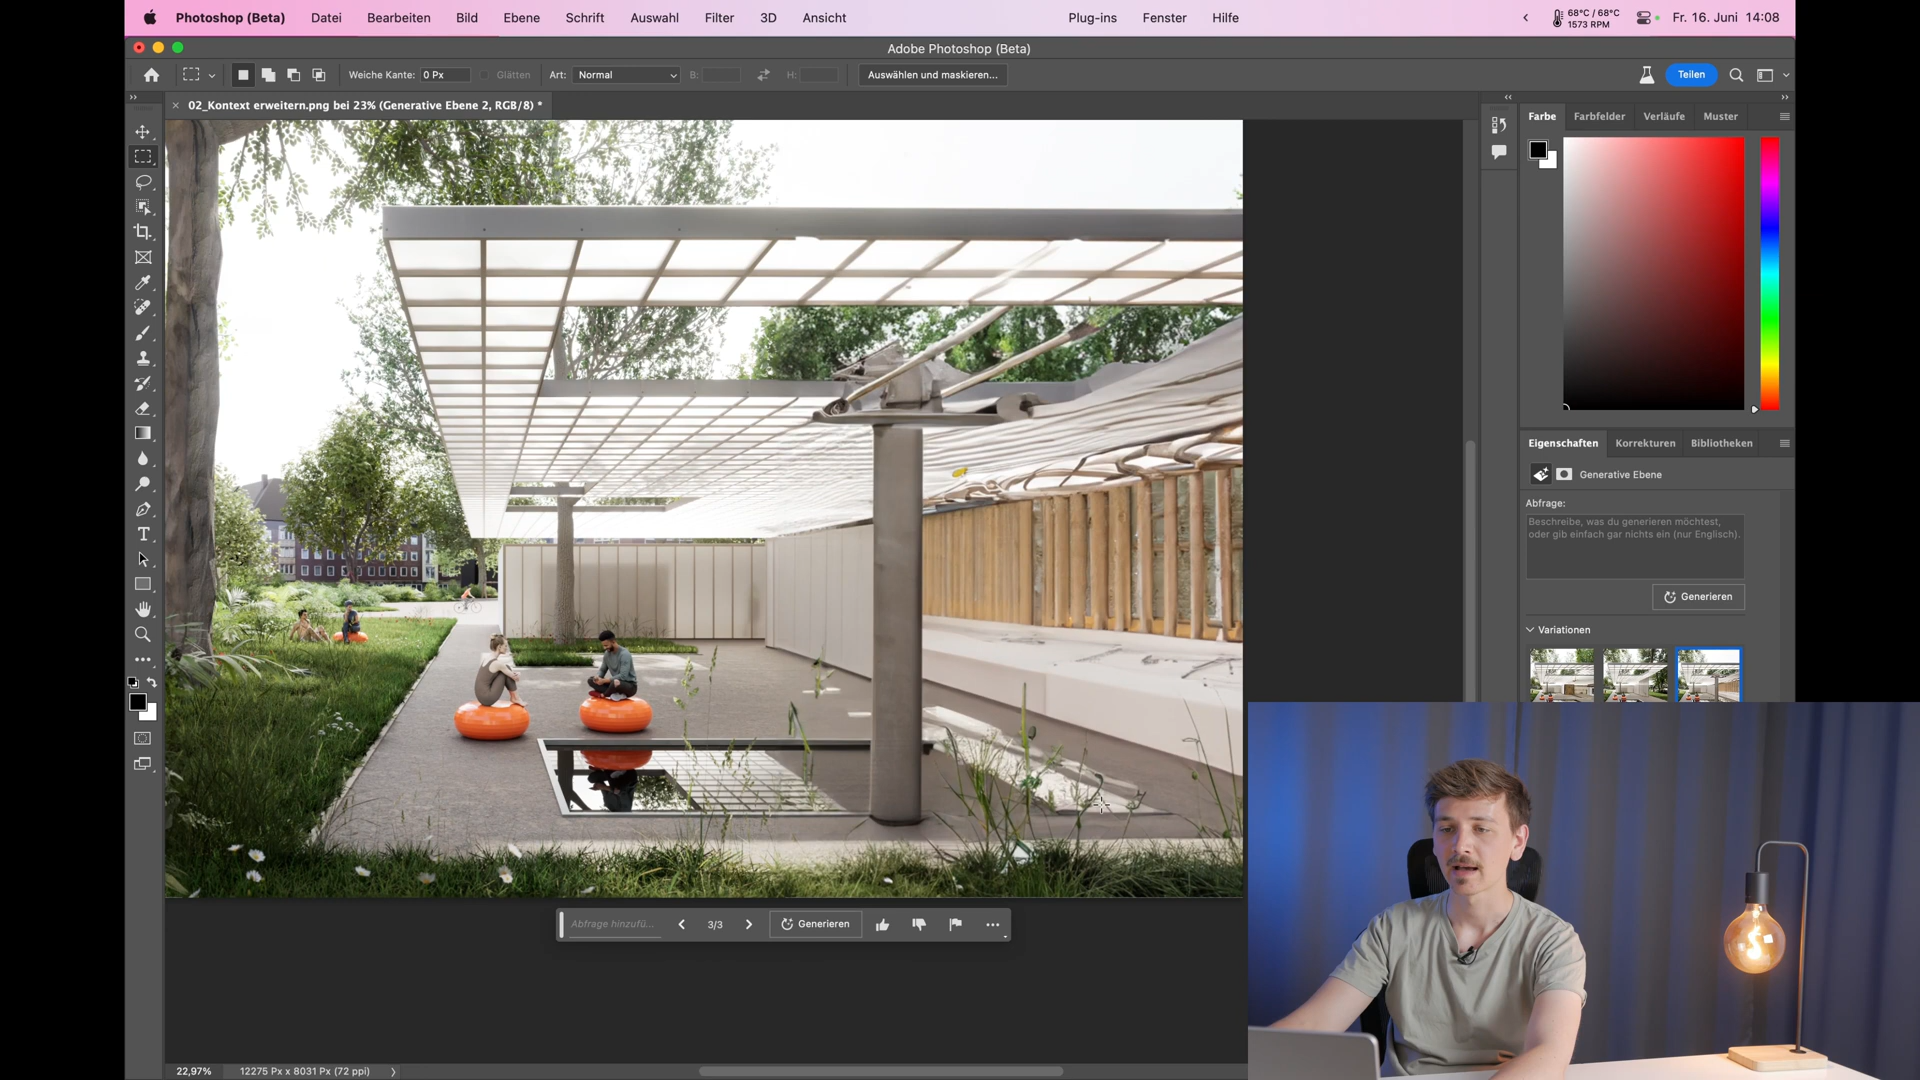 Photoshop (Beta) Datei Bearbeiten Bild Ebene Schrift Auswahl Filter 3D Ansicht Plug-ins Fenster Hilfe
68°C / 68°C
1573 RPM
Fr. 16. Juni 14:08
Adobe Photoshop (Beta)
Weiche Kante: 0 Px Glätten Art: Normal B: H: Auswählen und maskieren... Teilen
02_Kontext erweitern.png bei 23% (Generative Ebene 2, RGB/8) *
Farbe Farbfelder Verläufe Muster
Eigenschaften Korrekturen Bibliotheken
Generative Ebene
Abfrage:
Beschreibe, was du generieren möchtest,
oder gib einfach gar nichts ein (nur Englisch).
Generieren
Variationen
Abfrage hinzufü... 3/3 Generieren
22,97% 12275 Px x 8031 Px (72 ppi)